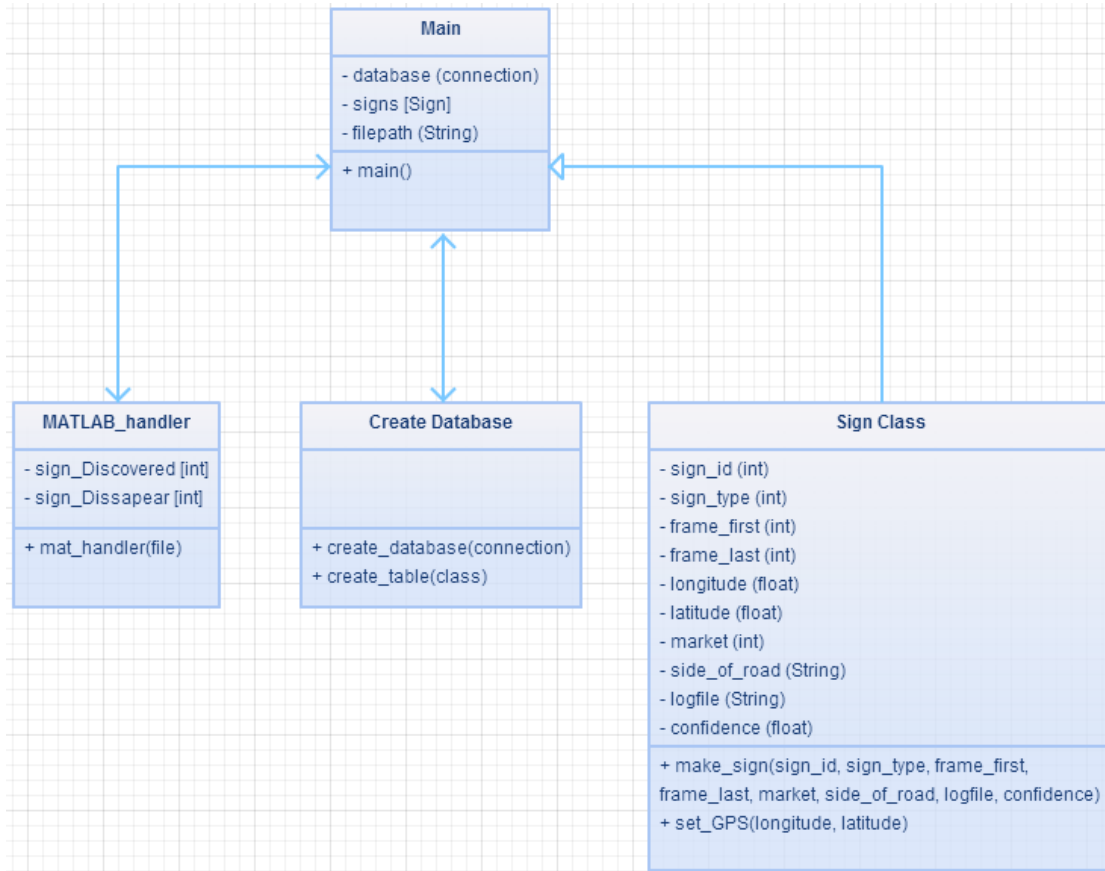 Main
- database (connection)
- signs [Sign]
- filepath (String)
+ main()
MATLAB_handler
- sign_Discovered [int]
- sign_Dissapear [int]
+ mat_handler(file)
Create Database
+ create_database(connection)
+ create_table(class)
Sign Class
- sign_id (int)
- sign_type (int)
- frame_first (int)
- frame_last (int)
- longitude (float)
- latitude (float)
- market (int)
- side_of_road (String)
- logfile (String)
- confidence (float)
+ make_sign(sign_id, sign_type, frame_first,
frame_last, market, side_of_road, logfile, confidence)
+ set_GPS(longitude, latitude)